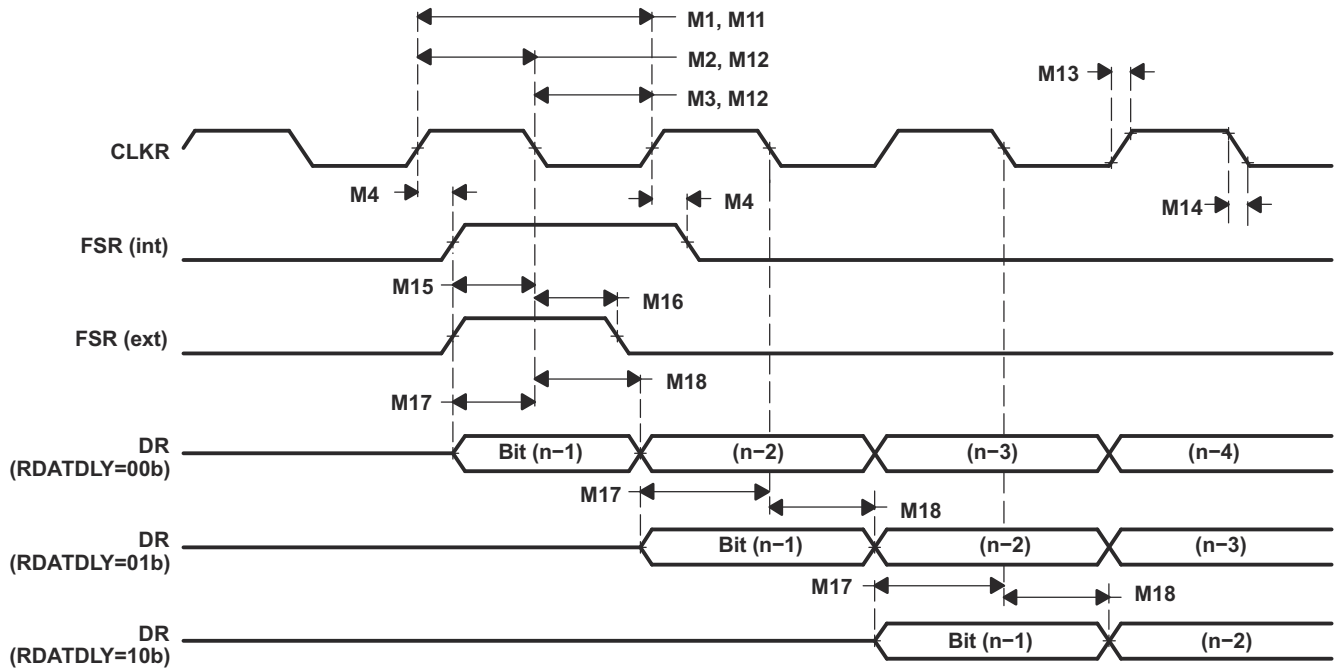 M1, M11
M2, M12
M3, M12
M13
CLKR
M4
M4
M14
FSR (int)
M15
M16
FSR (ext)
M18
M17
DR
(RDATDLY=00b)
Bit (n−1)
(n−2)
(n−3)
(n−4)
M17
M18
DR
(RDATDLY=01b)
Bit (n−1)
(n−2)
(n−3)
M17
M18
DR
(RDATDLY=10b)
Bit (n−1)
(n−2)